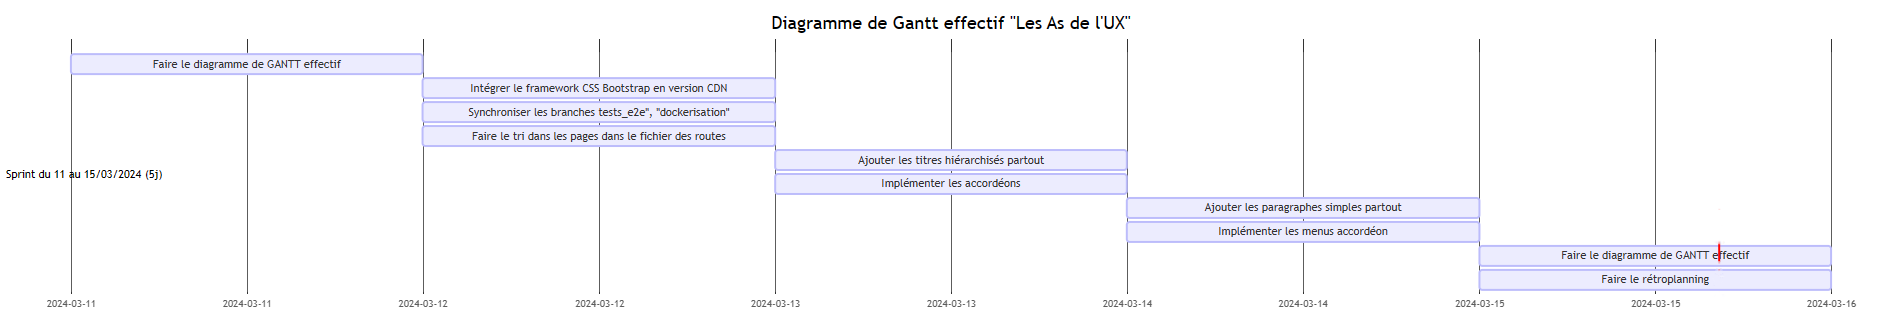 Diagramme de Gantt effectif "Les As de l'UX"
Faire le diagramme de GANTT effectif
Intégrer le framework CSS Bootstrap en version CDN
Synchroniser les branches tests_e2e", "dockerisation"
Faire le tri dans les pages dans le fichier des routes
Ajouter les titres hiérarchisés partout
Sprint du 11 au 15/03/2024 (5j)
Implémenter les accordéons
Ajouter les paragraphes simples partout
Implémenter les menus accordéon
Faire le diagramme de GANTT effectif
Faire le rétroplanning
2024-03-11 2024-03-11 2024-03-12 2024-03-12 2024-03-13 2024-03-13 2024-03-14 2024-03-14 2024-03-15 2024-03-15 2024-03-16